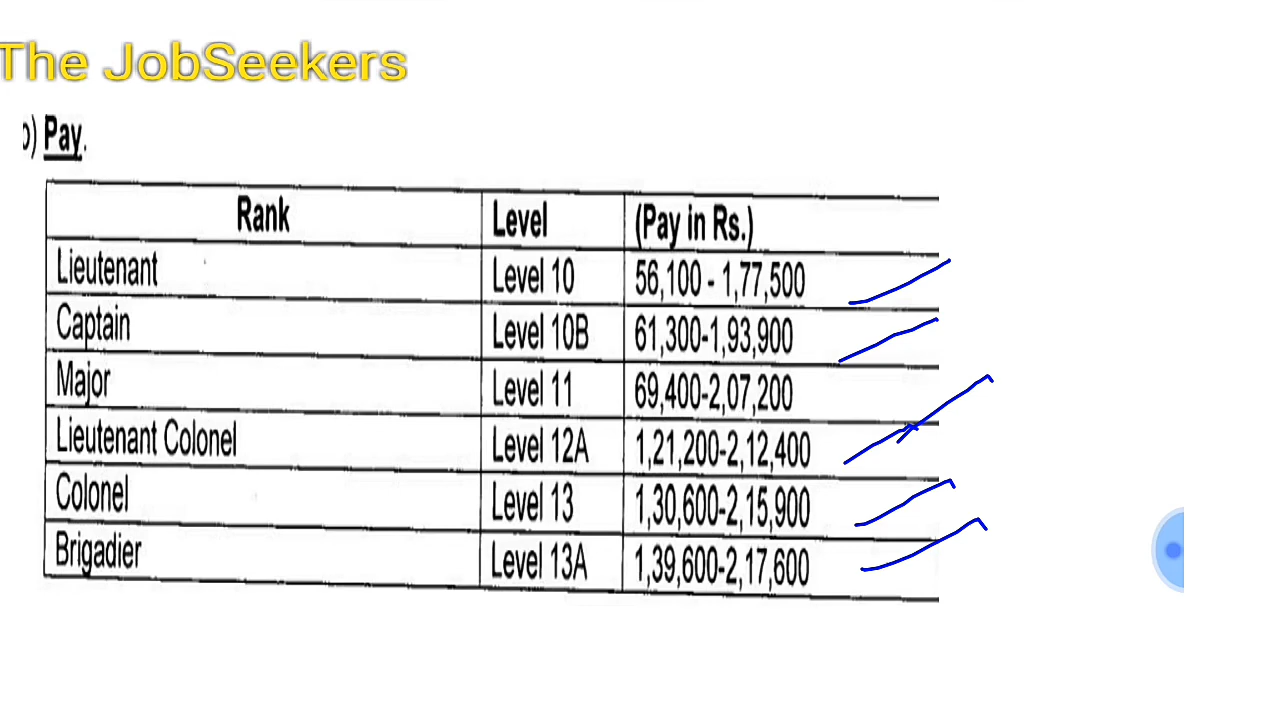 The JobSeekers
b) Pay.
Rank Level (Pay in Rs.)
Lieutenant Level 10 56,100 - 1,77,500
Captain Level 10B 61,300-1,93,900
Major Level 11 69,400-2,07,200
Lieutenant Colonel Level 12A 1,21,200-2,12,400
Colonel Level 13 1,30,600-2,15,900
Brigadier Level 13A 1,39,600-2,17,600